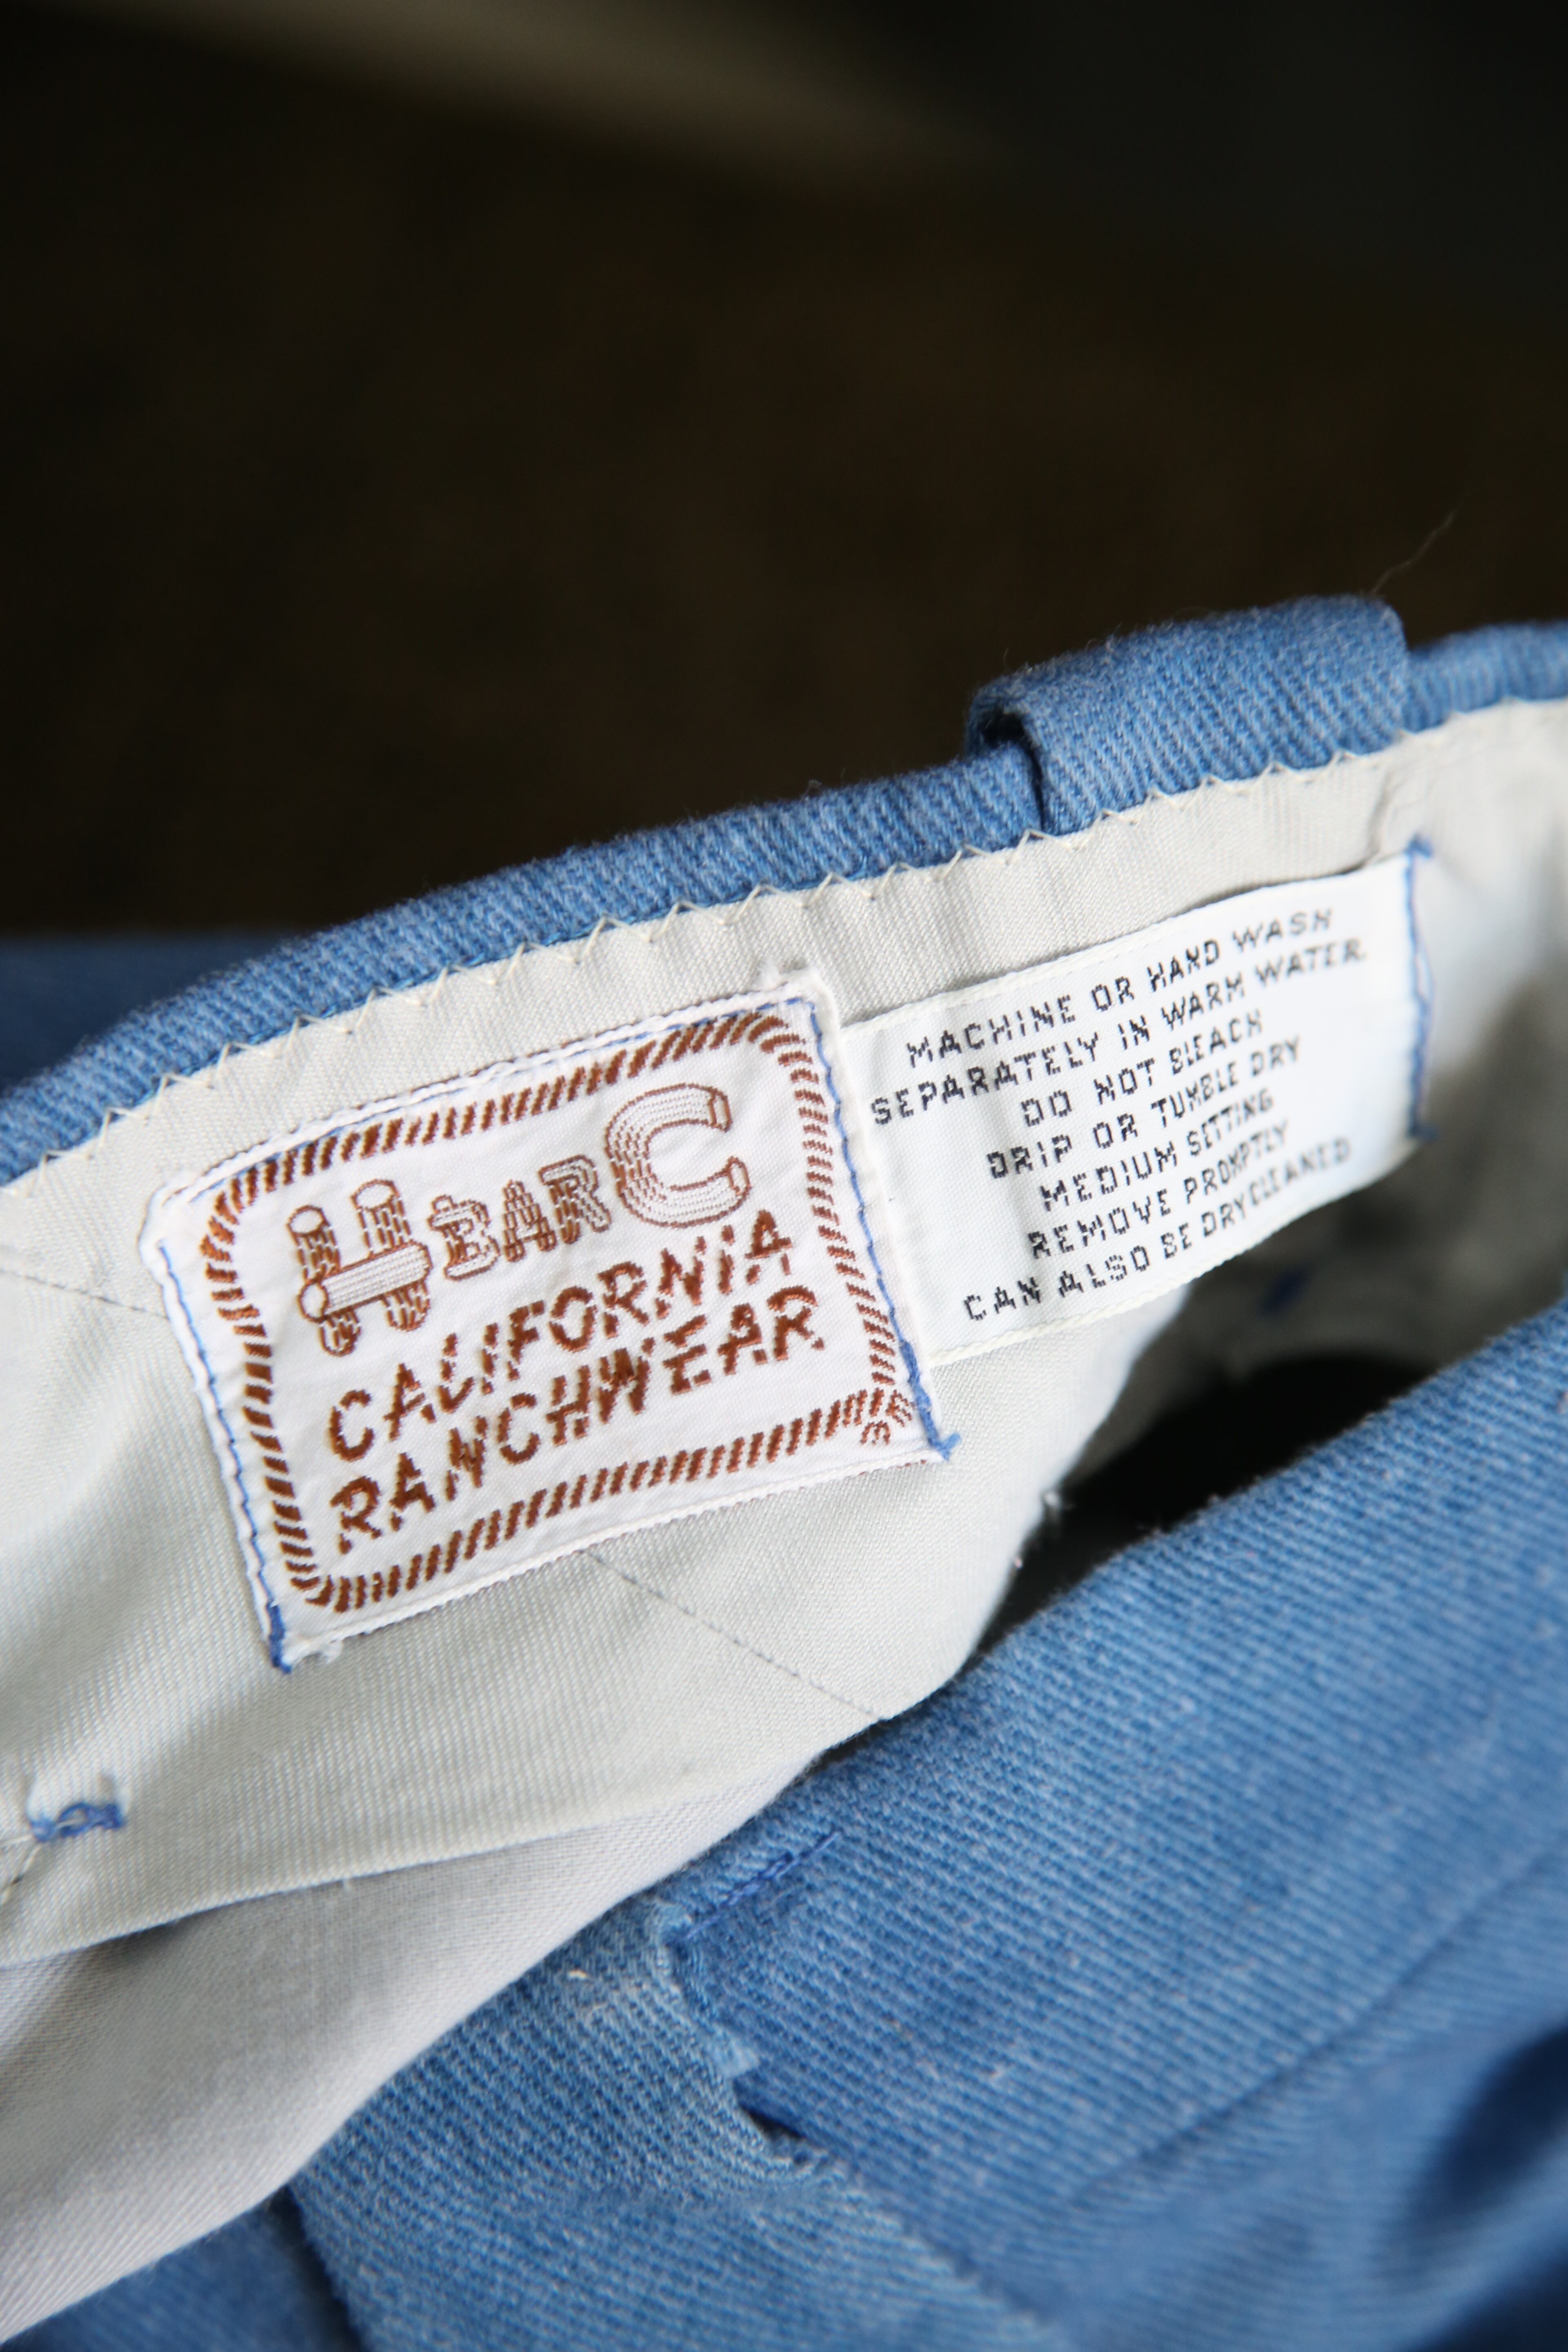 H BAR C
CALIFORNIA
RANCHWEAR
MACHINE OR HAND WASH
SEPARATELY IN WARM WATER.
DO NOT BLEACH
DRIP OR TUMBLE DRY
MEDIUM SETTING
REMOVE PROMPTLY
CAN ALSO BE DRYCLEANED